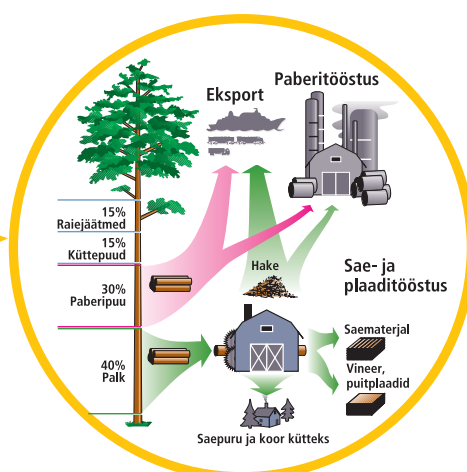 Paberitööstus
Eksport
15%
Raiejäätmed
15%
Küttepuud
30%
Paberipuu
40%
Palk
Hake
Sae- ja
plaaditööstus
Saematerjal
Vineer,
puitplaadid
Saepuru ja koor kütteks